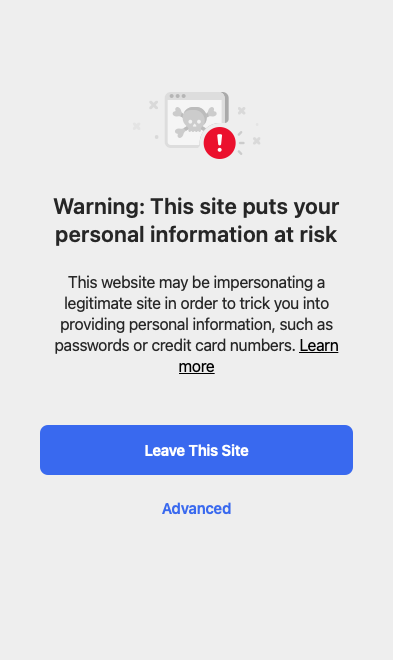 Warning: This site puts your
personal information at risk
This website may be impersonating a
legitimate site in order to trick you into
providing personal information, such as
passwords or credit card numbers. Learn
more
Leave This Site
Advanced